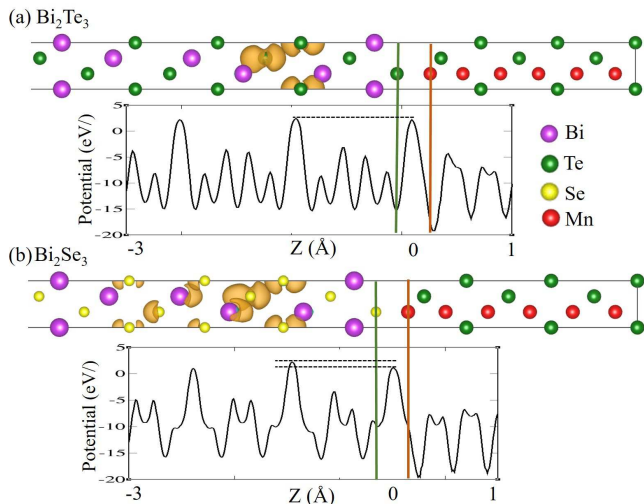 (a) Bi₂Te₃
Potential (eV/)
5
0
-5
-10
-15
-20
-3
Z (Å)
0
1
Bi
Te
Se
Mn
(b) Bi₂Se₃
Potential (eV/)
5
0
-5
-10
-15
-20
-3
Z (Å)
0
1